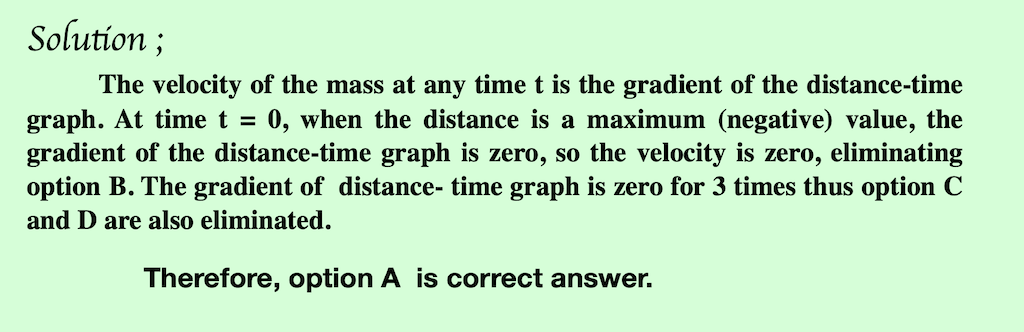 Solution ;
The velocity of the mass at any time t is the gradient of the distance-time
graph. At time t = 0, when the distance is a maximum (negative) value, the
gradient of the distance-time graph is zero, so the velocity is zero, eliminating
option B. The gradient of distance- time graph is zero for 3 times thus option C
and D are also eliminated.
Therefore, option A is correct answer.